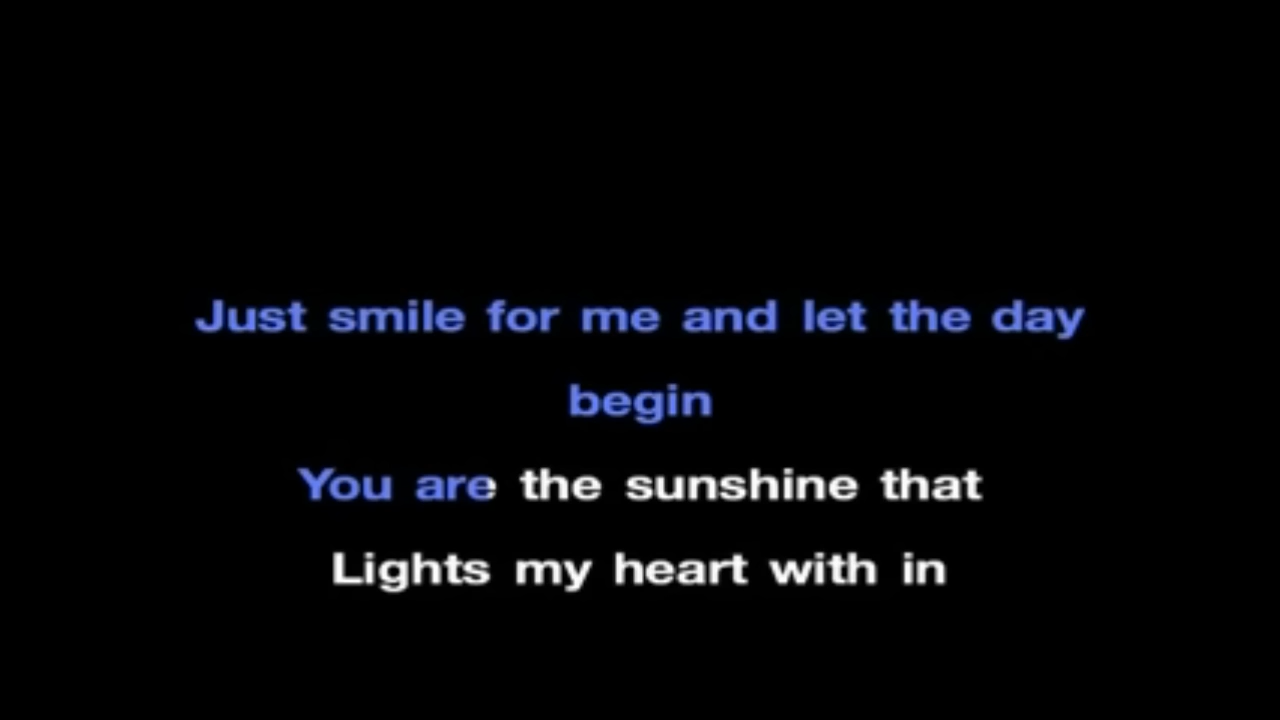 Just smile for me and let the day
begin
You are the sunshine that
Lights my heart with in